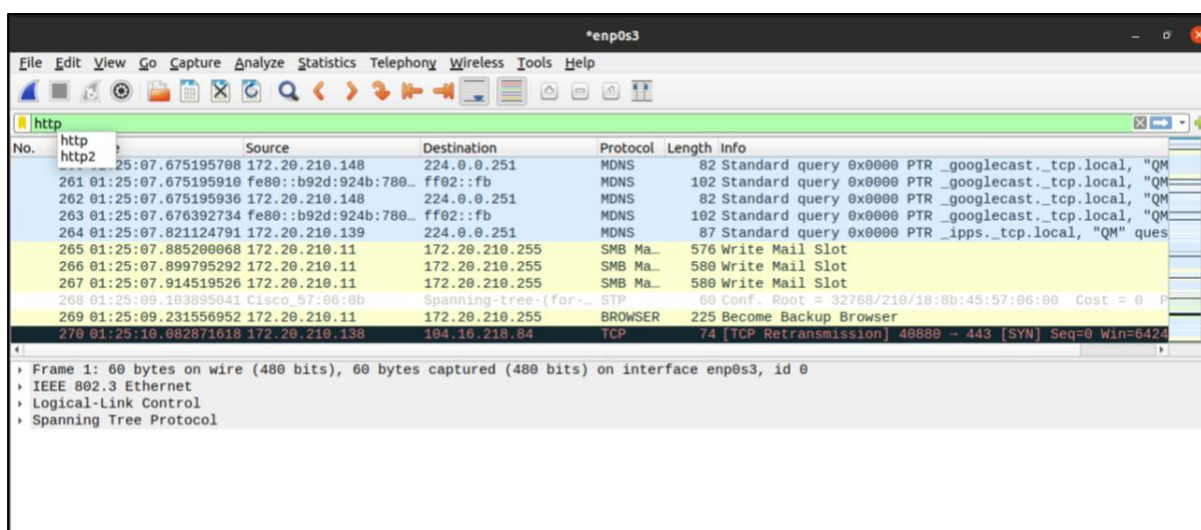 *enp0s3
File Edit View Go Capture Analyze Statistics Telephony Wireless Tools Help
http
http
http2
No. Source Destination Protocol Length Info
01:25:07.675195708 172.20.210.148 224.0.0.251 MDNS 82 Standard query 0x0000 PTR _googlecast._tcp.local, "QM
261 01:25:07.675195910 fe80::b92d:924b:780… ff02::fb MDNS 102 Standard query 0x0000 PTR _googlecast._tcp.local, "QM
262 01:25:07.675195936 172.20.210.148 224.0.0.251 MDNS 82 Standard query 0x0000 PTR _googlecast._tcp.local, "QM
263 01:25:07.676392734 fe80::b92d:924b:780… ff02::fb MDNS 102 Standard query 0x0000 PTR _googlecast._tcp.local, "QM
264 01:25:07.821124791 172.20.210.139 224.0.0.251 MDNS 87 Standard query 0x0000 PTR _ipps._tcp.local, "QM" ques
265 01:25:07.885200068 172.20.210.11 172.20.210.255 SMB Ma… 576 Write Mail Slot
266 01:25:07.899795292 172.20.210.11 172.20.210.255 SMB Ma… 580 Write Mail Slot
267 01:25:07.914519526 172.20.210.11 172.20.210.255 SMB Ma… 580 Write Mail Slot
268 01:25:09.103895041 Cisco_57:06:0b Spanning-tree-(for-… STP 60 Conf. Root = 32768/210/18:8b:45:57:06:00 Cost = 0 P
269 01:25:09.231556952 172.20.210.11 172.20.210.255 BROWSER 225 Become Backup Browser
270 01:25:10.082871618 172.20.210.138 104.16.218.84 TCP 74 [TCP Retransmission] 40880 → 443 [SYN] Seq=0 Win=6424
Frame 1: 60 bytes on wire (480 bits), 60 bytes captured (480 bits) on interface enp0s3, id 0
IEEE 802.3 Ethernet
Logical-Link Control
Spanning Tree Protocol